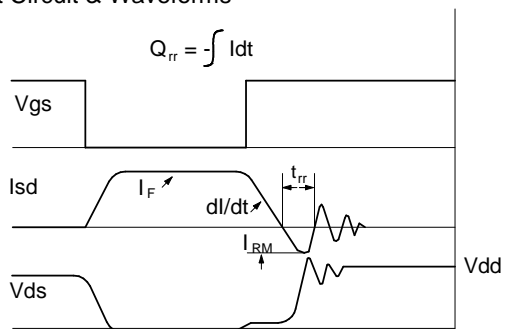 Circuit & Waveforms
Qrr = -∫ Idt
Vgs
Isd
IF
dI/dt
trr
IRM
Vdd
Vds